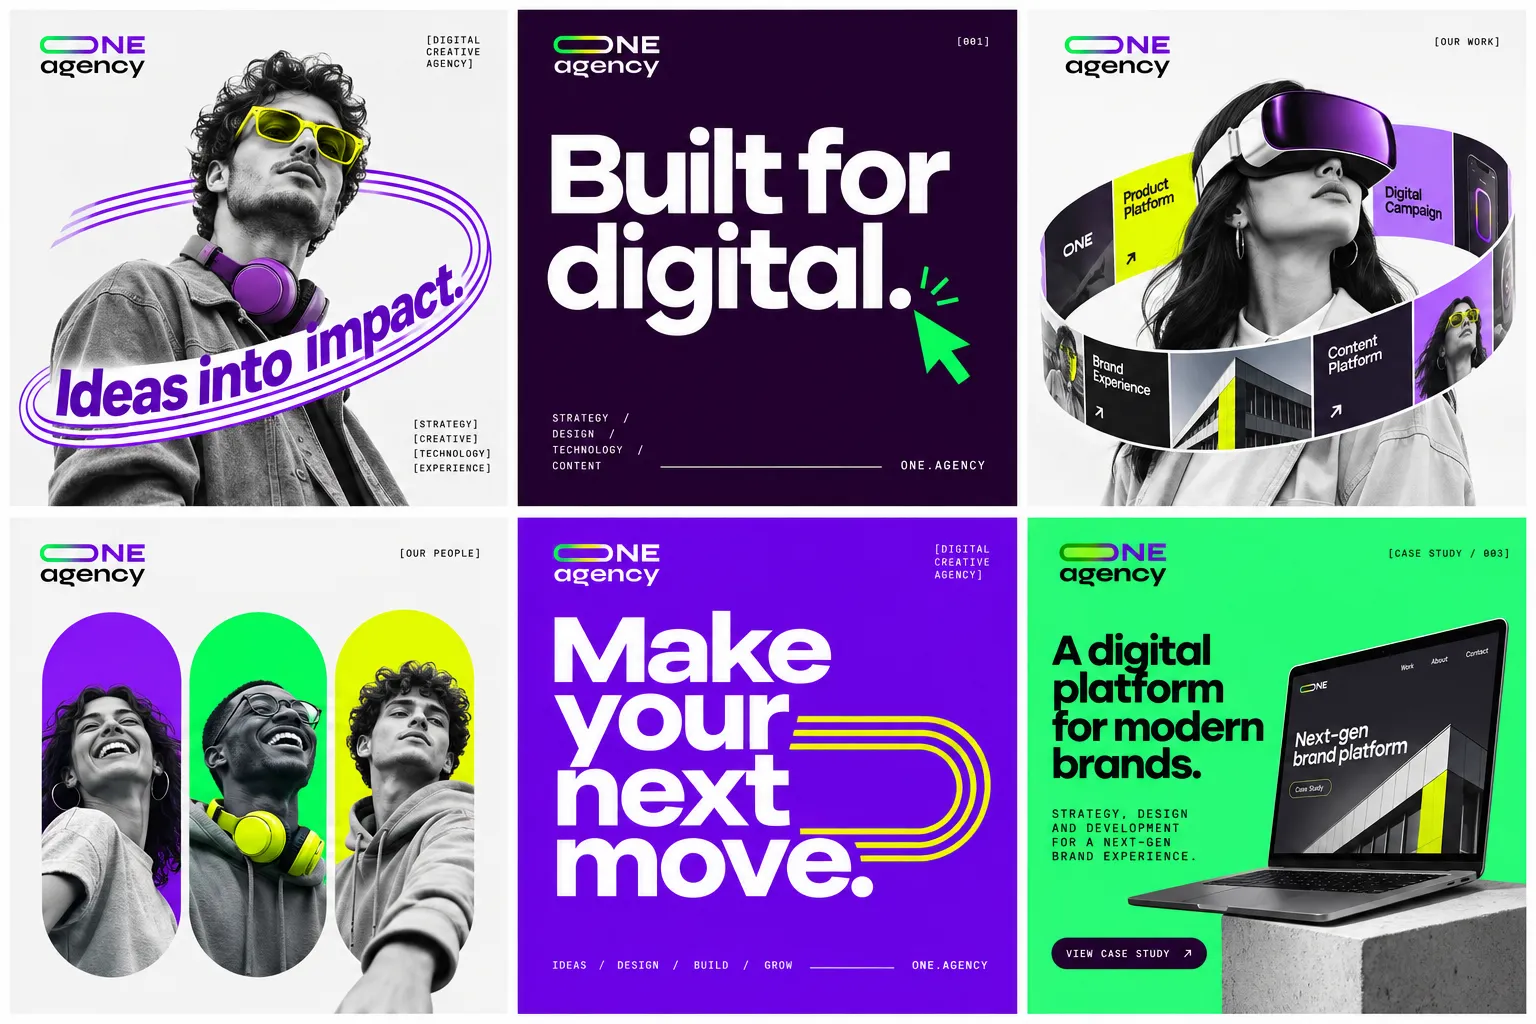 ONE
agency
[DIGITAL
CREATIVE
AGENCY]
Ideas into impact.
[STRATEGY]
[CREATIVE]
[TECHNOLOGY]
[EXPERIENCE]
ONE
agency
[001]
Built for
digital.
STRATEGY /
DESIGN /
TECHNOLOGY /
CONTENT
ONE.AGENCY
ONE
agency
[OUR WORK]
ONE
Product
Platform
Digital
Campaign
Brand
Experience
Content
Platform
ONE
agency
[OUR PEOPLE]
ONE
agency
[DIGITAL
CREATIVE
AGENCY]
Make
your
next
move.
IDEAS / DESIGN / BUILD / GROW
ONE.AGENCY
ONE
agency
[CASE STUDY / 003]
A digital
platform
for modern
brands.
STRATEGY, DESIGN
AND DEVELOPMENT
FOR A NEXT-GEN
BRAND EXPERIENCE.
VIEW CASE STUDY
Work About Contact
ONE
Next-gen
brand platform
Case Study